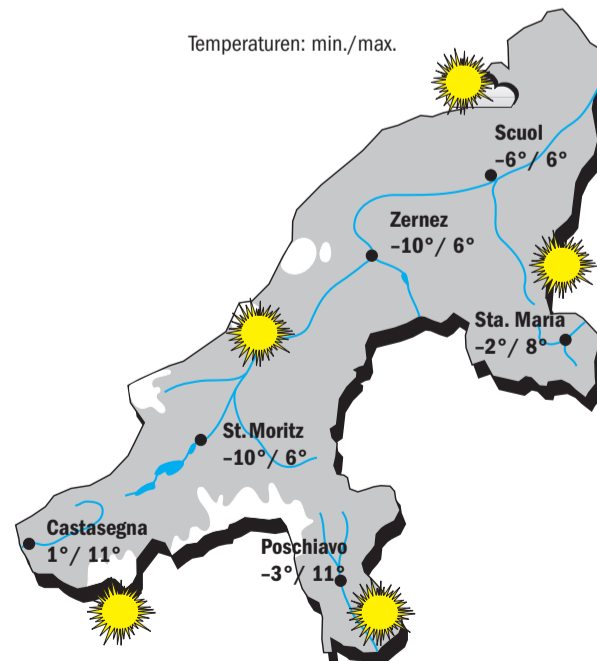 Temperaturen: min./max.
Scuol
–6°/ 6°
Zernez
–10°/ 6°
Sta. Maria
–2°/ 8°
St. Moritz
–10°/ 6°
Castasegna
1°/ 11°
Poschiavo
–3°/ 11°